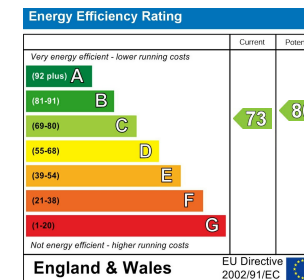 Energy Efficiency Rating
Current
Very energy efficient - lower running costs
(92 plus) A
(81-91) B
(69-80) C
73
(55-68) D
(39-54) E
(21-38) F
(1-20) G
Not energy efficient - higher running costs
England & Wales
EU Directive
2002/91/EC